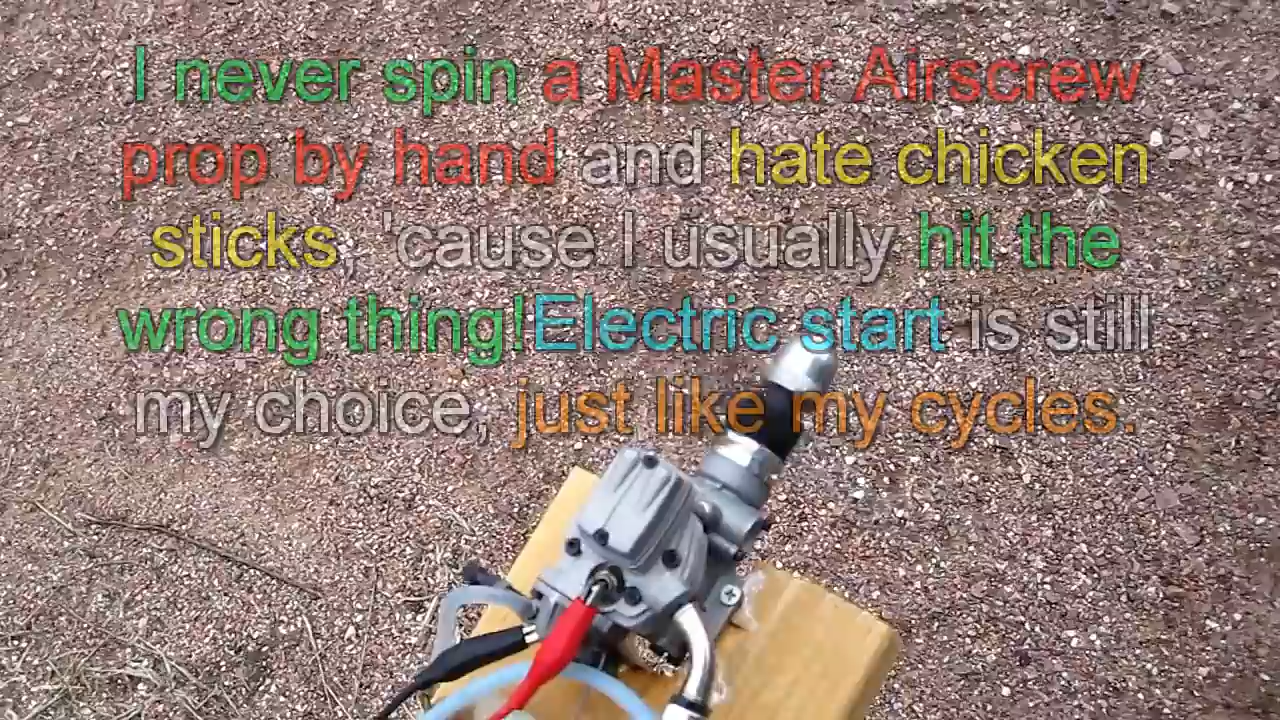 I never spin a Master Airscrew
prop by hand and hate chicken
sticks, 'cause I usually hit the
wrong thing!Electric start is still
my choice, just like my cycles.